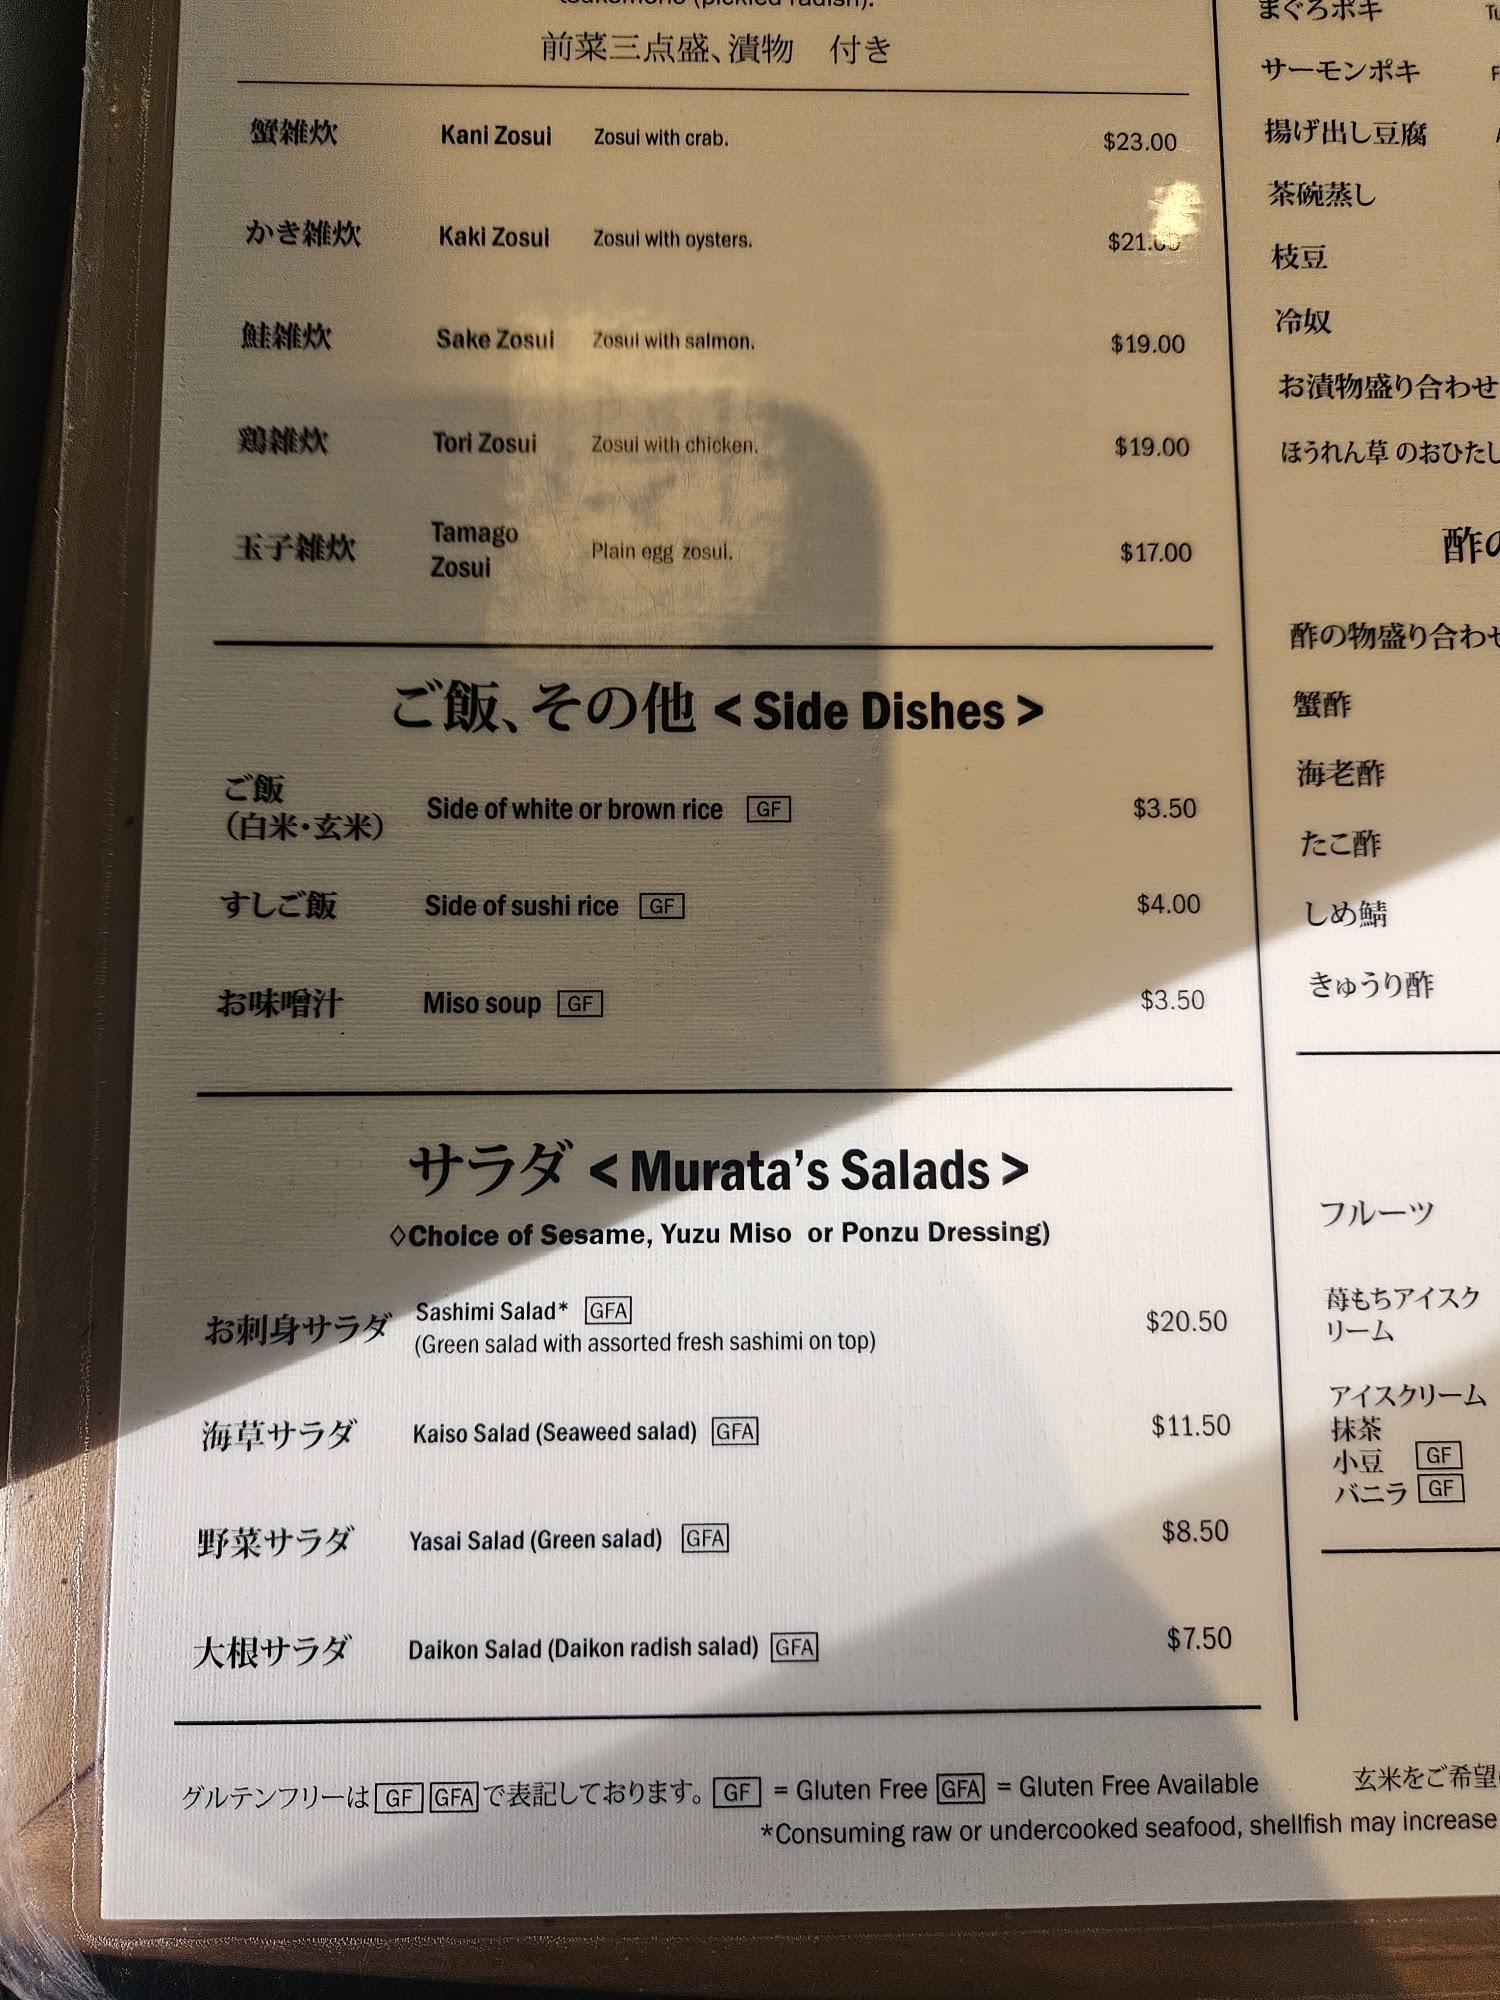 tsukemono (pickled radish).
前菜三点盛、漬物 付き
蟹雑炊 Kani Zosui Zosui with crab. $23.00
かき雑炊 Kaki Zosui Zosui with oysters. $21.00
鮭雑炊 Sake Zosui Zosui with salmon. $19.00
鶏雑炊 Tori Zosui Zosui with chicken. $19.00
玉子雑炊 Tamago Zosui Plain egg zosui. $17.00
ご飯、その他 < Side Dishes >
ご飯
(白米・玄米) Side of white or brown rice GF $3.50
すしご飯 Side of sushi rice GF $4.00
お味噌汁 Miso soup GF $3.50
サラダ < Murata's Salads >
◊Choice of Sesame, Yuzu Miso or Ponzu Dressing)
お刺身サラダ Sashimi Salad* GFA $20.50
(Green salad with assorted fresh sashimi on top)
海草サラダ Kaiso Salad (Seaweed salad) GFA $11.50
野菜サラダ Yasai Salad (Green salad) GFA $8.50
大根サラダ Daikon Salad (Daikon radish salad) GFA $7.50
まぐろポキ
サーモンポキ
揚げ出し豆腐
茶碗蒸し
枝豆
冷奴
お漬物盛り合わせ
ほうれん草 のおひたし
酢の
酢の物盛り合わせ
蟹酢
海老酢
たこ酢
しめ鯖
きゅうり酢
フルーツ
苺もちアイスク
リーム
アイスクリーム
抹茶
小豆 GF
バニラ GF
グルテンフリーは GF GFA で表記しております。 GF = Gluten Free GFA = Gluten Free Available
玄米をご希望
*Consuming raw or undercooked seafood, shellfish may increase